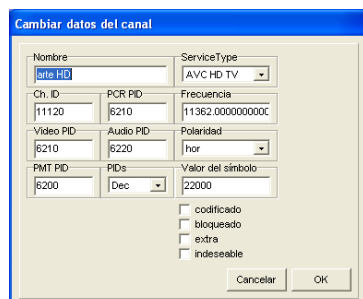 Cambiar datos del canal
Nombre ServiceType
arte HD AVC HD TV
Ch. ID PCR PID Frecuencia
11120 6210 11362.0000000000
Video PID Audio PID Polaridad
6210 6220 hor
PMT PID PIDs Valor del símbolo
6200 Dec 22000
codificado
bloqueado
extra
indeseable
Cancelar OK